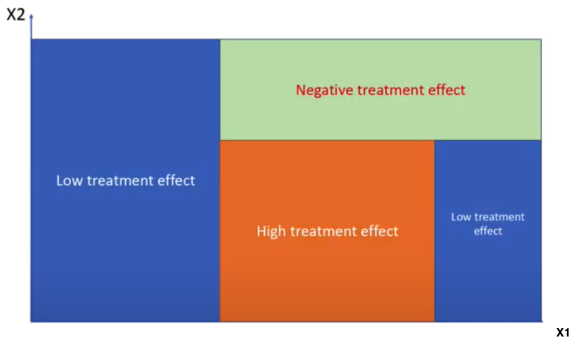 X2
Negative treatment effect
Low treatment effect
High treatment effect
Low treatment
effect
X1